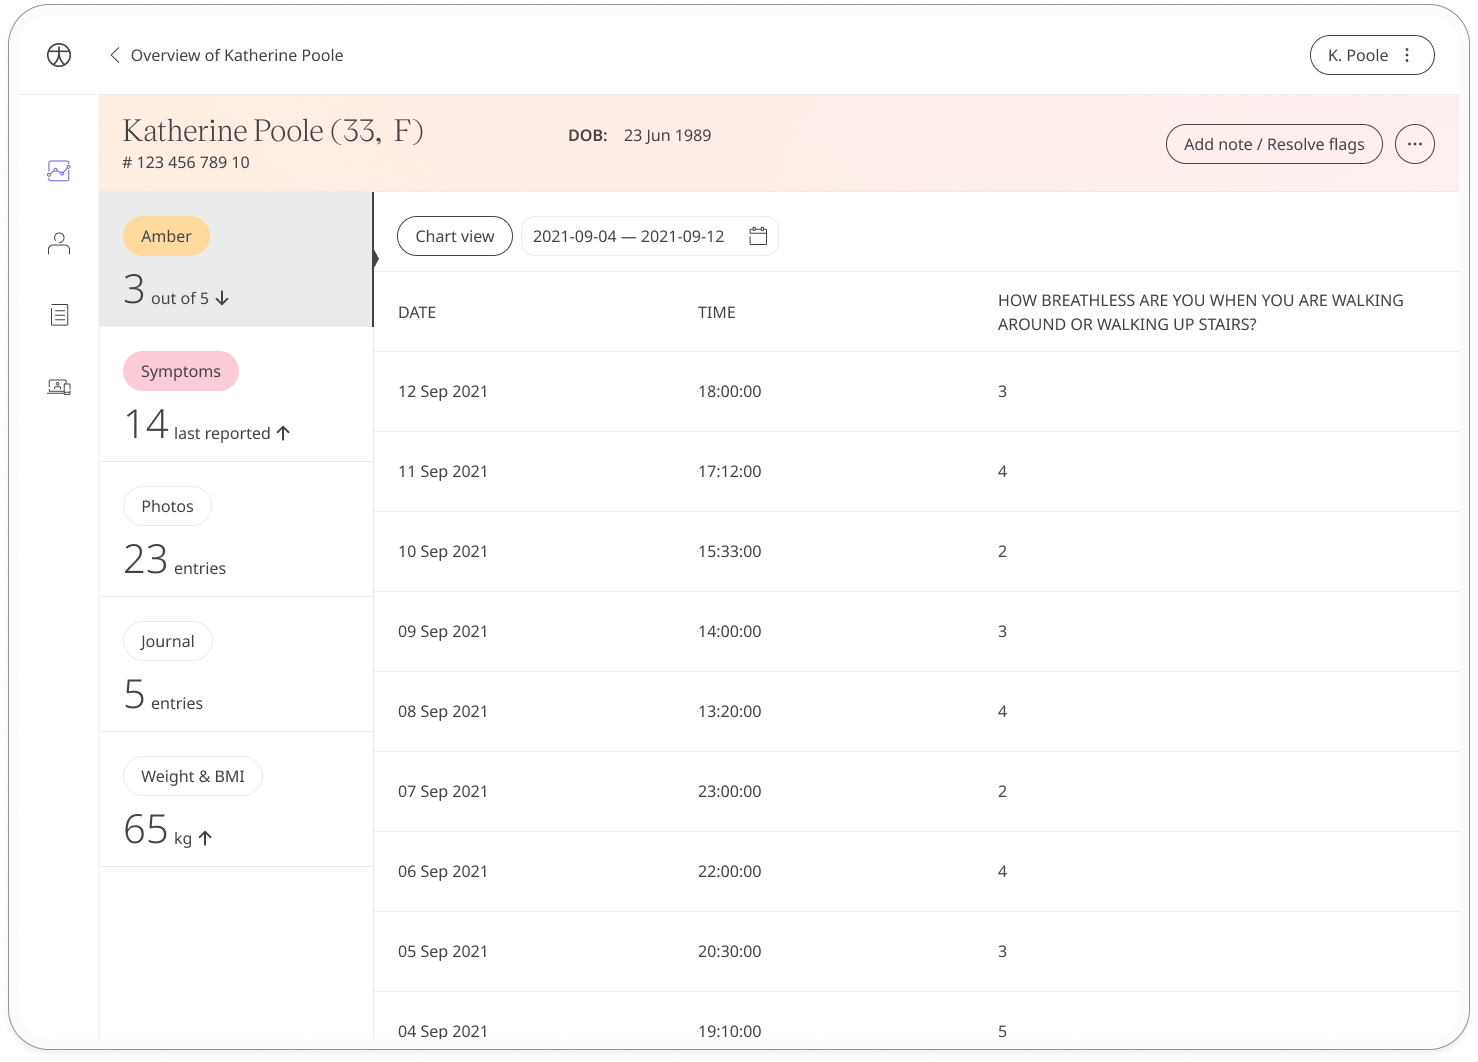 Overview of Katherine Poole
K. Poole
Katherine Poole (33, F)
# 123 456 789 10
DOB: 23 Jun 1989
Add note / Resolve flags
Amber
3 out of 5
Symptoms
14 last reported
Photos
23 entries
Journal
5 entries
Weight & BMI
65 kg
Chart view
2021-09-04 — 2021-09-12
DATE TIME HOW BREATHLESS ARE YOU WHEN YOU ARE WALKING
AROUND OR WALKING UP STAIRS?
12 Sep 2021 18:00:00 3
11 Sep 2021 17:12:00 4
10 Sep 2021 15:33:00 2
09 Sep 2021 14:00:00 3
08 Sep 2021 13:20:00 4
07 Sep 2021 23:00:00 2
06 Sep 2021 22:00:00 4
05 Sep 2021 20:30:00 3
04 Sep 2021 19:10:00 5